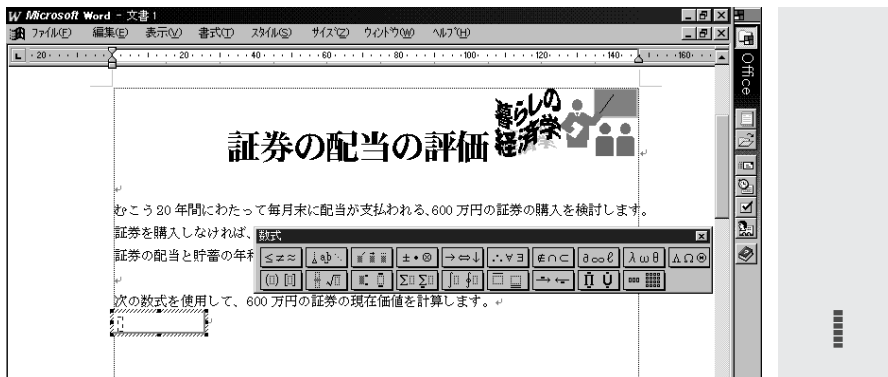 Microsoft Word - 文書1
ファイル(F) 編集(E) 表示(V) 書式(T) スタイル(S) サイズ(Z) ウィンドウ(W) ヘルプ(H)
20 20 40 60 80 100 120 140 160
Office
暮らしの
経済学
証券の配当の評価
むこう20年間にわたって毎月末に配当が支払われる、600万円の証券の購入を検討します。
証券を購入しなければ、
数式
証券の配当と貯蓄の年利
≤≠≈ ±•⊗ →⇔↓ ∴∀∃ ∉∩⊂ ∂∞ℓ λωθ ΛΩ⊛
次の数式を使用して、600万円の証券の現在価値を計算します。